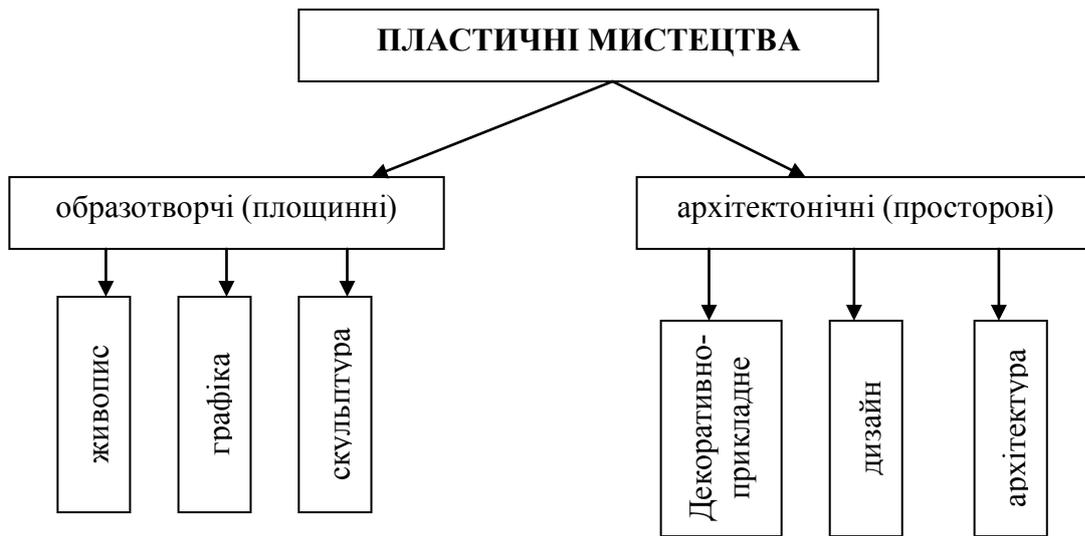 ПЛАСТИЧНІ МИСТЕЦТВА
образотворчі (площинні)
архітектонічні (просторові)
живопис
графіка
скульптура
Декоративно-
прикладне
дизайн
архітектура